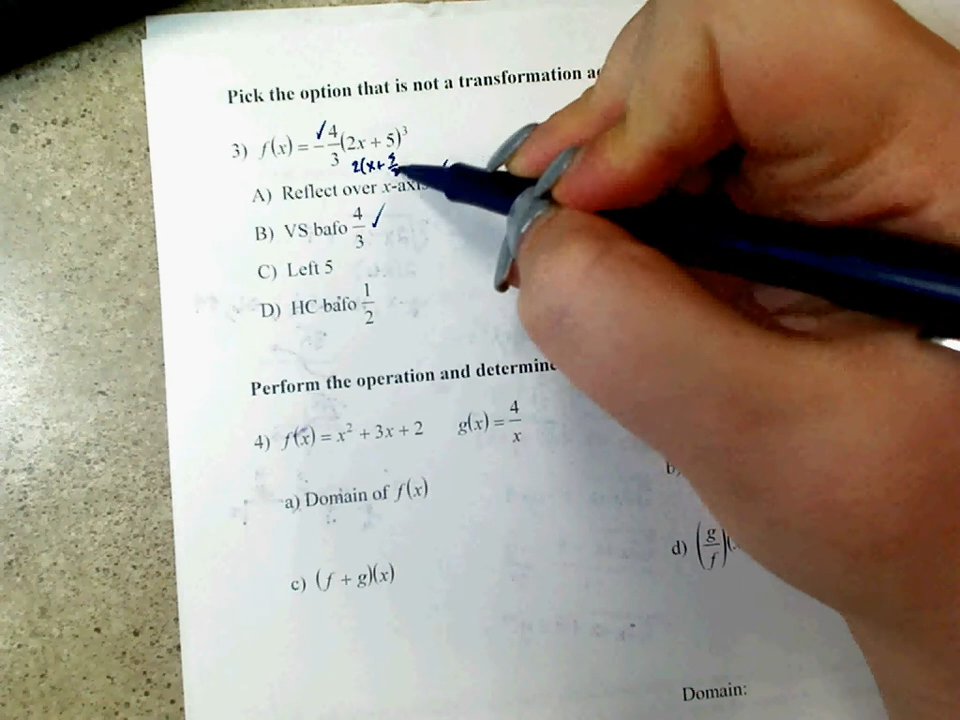 Pick the option that is not a transformation
3) f(x) = -4/3(2x + 5)³
2(x + 5/
A) Reflect over x-axis
B) VS bafo 4/3 ✓
C) Left 5
D) HC bafo 1/2
Perform the operation and determine
4) f(x) = x² + 3x + 2 g(x) = 4/x
a) Domain of f(x)
b)
c) (f + g)(x)
d) (g/f)(
Domain: